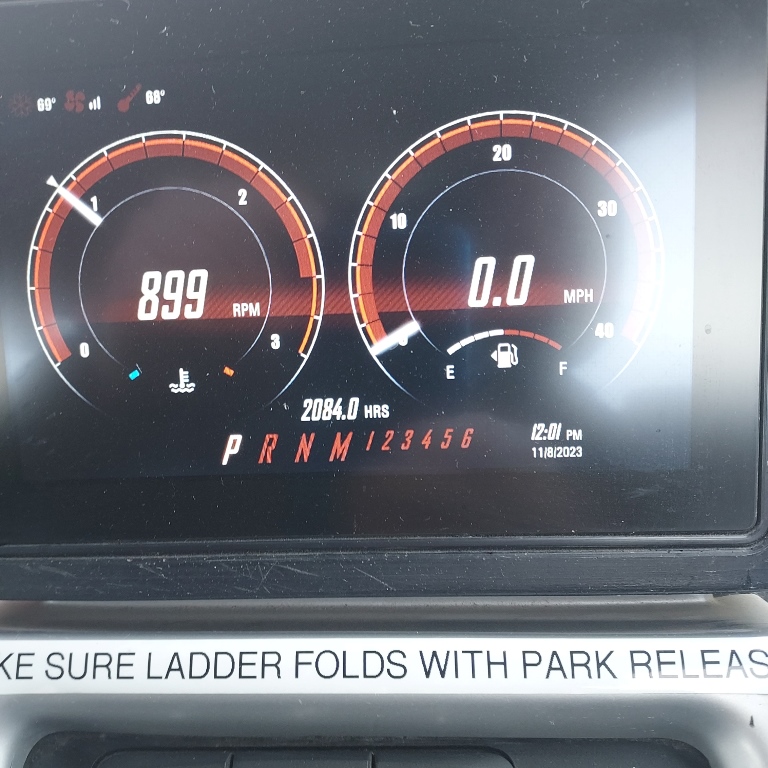 69° 68°
1 2
0 3
899 RPM
10 20 30
0 40
0.0 MPH
E F
2084.0 HRS
P R N M 1 2 3 4 5 6
12:01 PM
11/8/2023
KE SURE LADDER FOLDS WITH PARK RELEAS